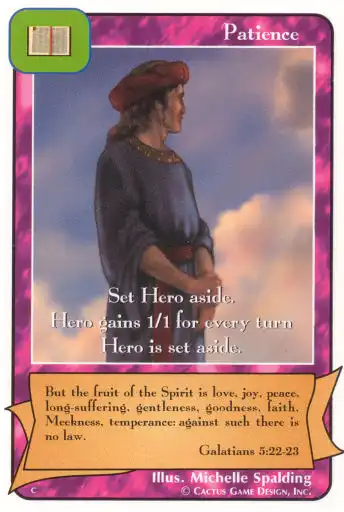 Patience
Set Hero aside.
Hero gains 1/1 for every turn
Hero is set aside.
But the fruit of the Spirit is love, joy, peace,
long-suffering, gentleness, goodness, faith,
Meekness, temperance: against such there is
no law.
Galatians 5:22-23
Illus. Michelle Spalding
C
© CACTUS GAME DESIGN, INC.